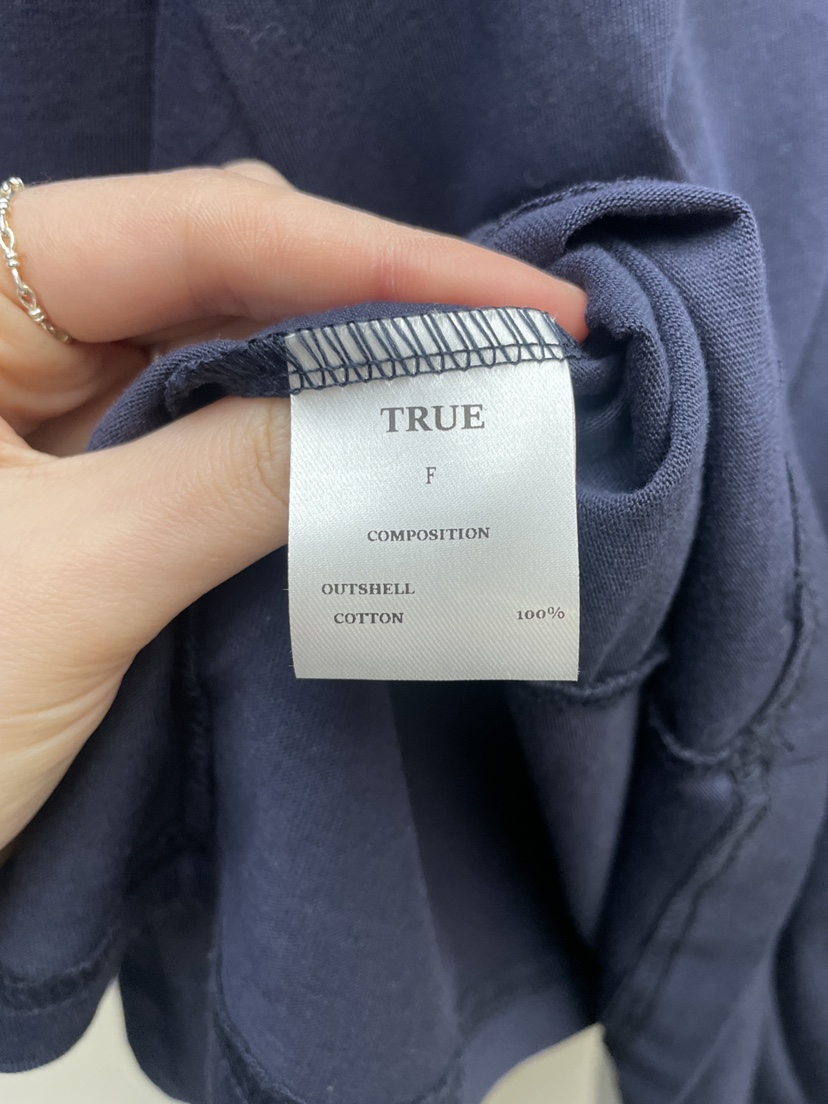 TRUE
F
COMPOSITION
OUTSHELL
COTTON 100%